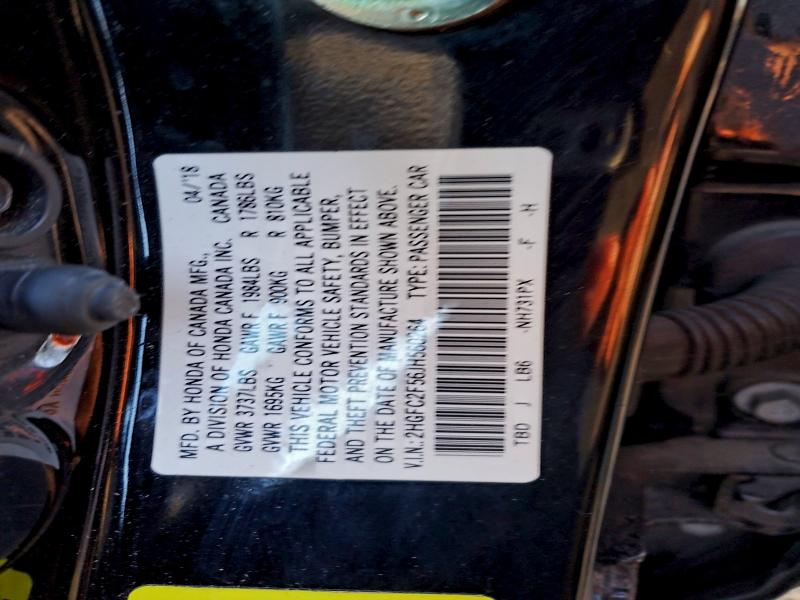 MFD. BY HONDA OF CANADA MFG., 04/'18
A DIVISION OF HONDA CANADA INC. CANADA
GVWR 3737LBS GAWR F 1984LBS R 1786LBS
GVWR 1695KG GAWR F 900KG R 810KG
THIS VEHICLE CONFORMS TO ALL APPLICABLE
FEDERAL MOTOR VEHICLE SAFETY, BUMPER,
AND THEFT PREVENTION STANDARDS IN EFFECT
ON THE DATE OF MANUFACTURE SHOWN ABOVE.
V.I.N.: TYPE: PASSENGER CAR
TBD J LB6 -NH731PX -F -H